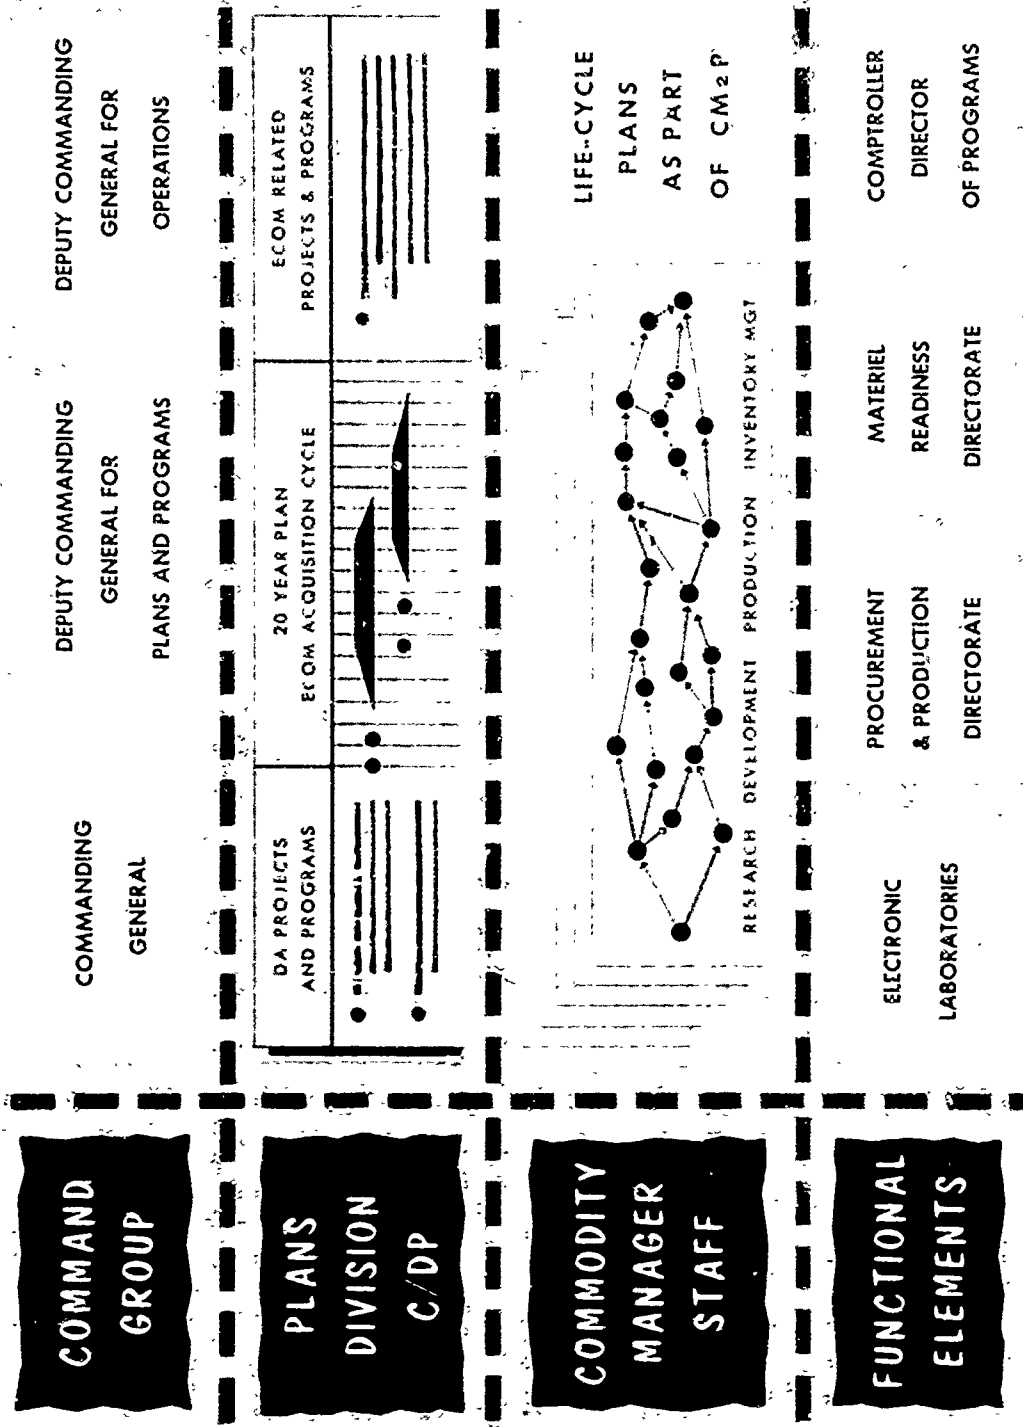 COMMAND
GROUP
COMMANDING
GENERAL
DEPUTY COMMANDING
GENERAL FOR
PLANS AND PROGRAMS
DEPUTY COMMANDING
GENERAL FOR
OPERATIONS
PLANS
DIVISION
C/DP
DA PROJECTS
AND PROGRAMS
20 YEAR PLAN
ECOM ACQUISITION CYCLE
ECOM RELATED
PROJECTS & PROGRAMS
COMMODITY
MANAGER
STAFF
RESEARCH DEVELOPMENT PRODUCTION INVENTORY MGT
LIFE-CYCLE
PLANS
AS PART
OF CM2P
FUNCTIONAL
ELEMENTS
ELECTRONIC
LABORATORIES
PROCUREMENT
& PRODUCTION
DIRECTORATE
MATERIEL
READINESS
DIRECTORATE
COMPTROLLER
DIRECTOR
OF PROGRAMS